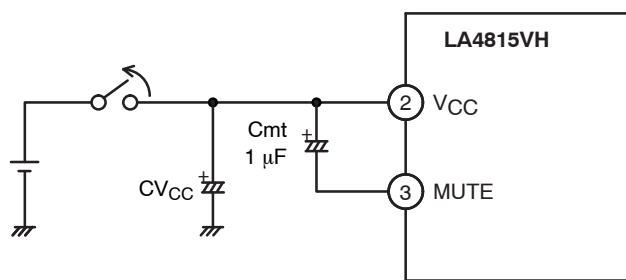 LA4815VH
2 VCC
Cmt +
1 μF
CVCC +
3 MUTE